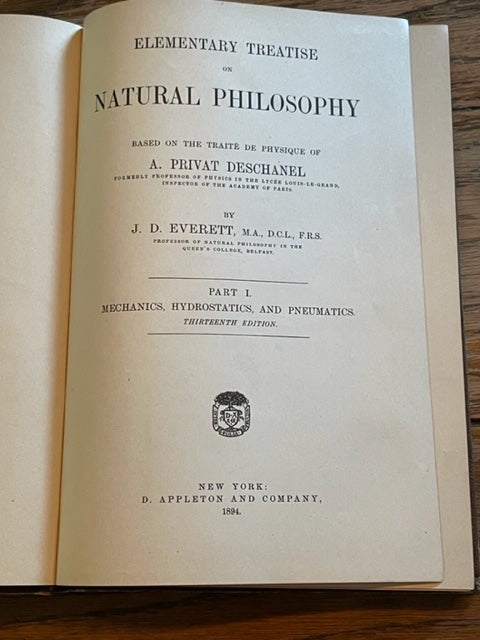 ELEMENTARY TREATISE
ON
NATURAL PHILOSOPHY
BASED ON THE TRAITÉ DE PHYSIQUE OF
A. PRIVAT DESCHANEL
FORMERLY PROFESSOR OF PHYSICS IN THE LYCÉE LOUIS-LE-GRAND,
INSPECTOR OF THE ACADEMY OF PARIS.
BY
J. D. EVERETT, M.A., D.C.L., F.R.S.
PROFESSOR OF NATURAL PHILOSOPHY IN THE
QUEEN'S COLLEGE, BELFAST.
PART I.
MECHANICS, HYDROSTATICS, AND PNEUMATICS.
THIRTEENTH EDITION.
NEW YORK:
D. APPLETON AND COMPANY,
1894.